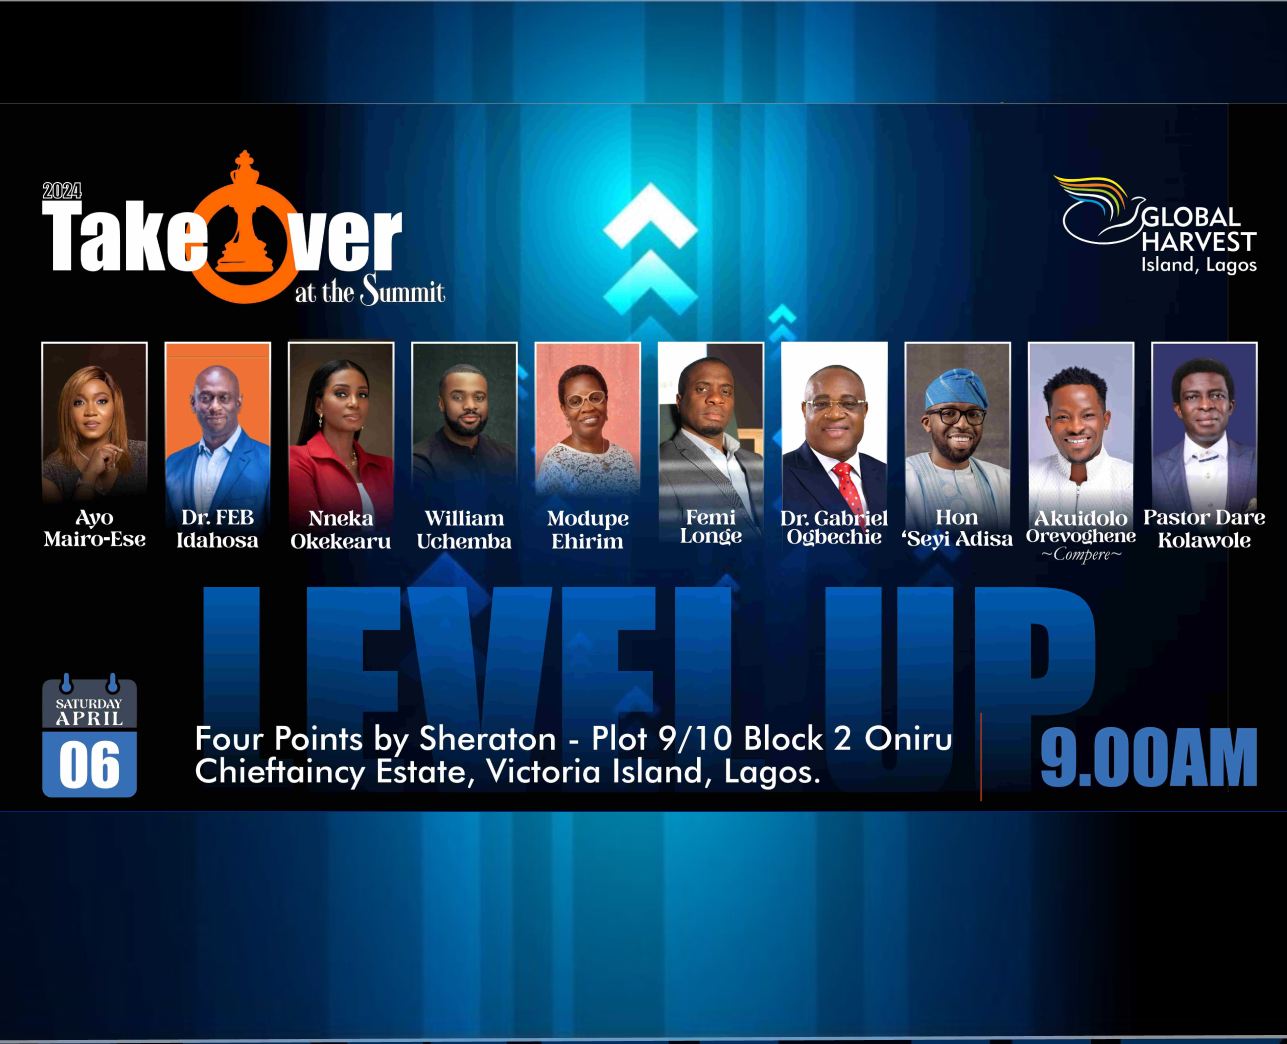 2024
TakeOver
at the Summit
GLOBAL
HARVEST
Island, Lagos
Ayo
Mairo-Ese
Dr. FEB
Idahosa
Nneka
Okekearu
William
Uchemba
Modupe
Ehirim
Femi
Longe
Dr. Gabriel
Ogbechie
Hon
‘Seyi Adisa
Akuidolo
Orevoghene
~Compere~
Pastor Dare
Kolawole
LEVEL UP
SATURDAY
APRIL
06
Four Points by Sheraton - Plot 9/10 Block 2 Oniru
Chieftaincy Estate, Victoria Island, Lagos.
9.00AM